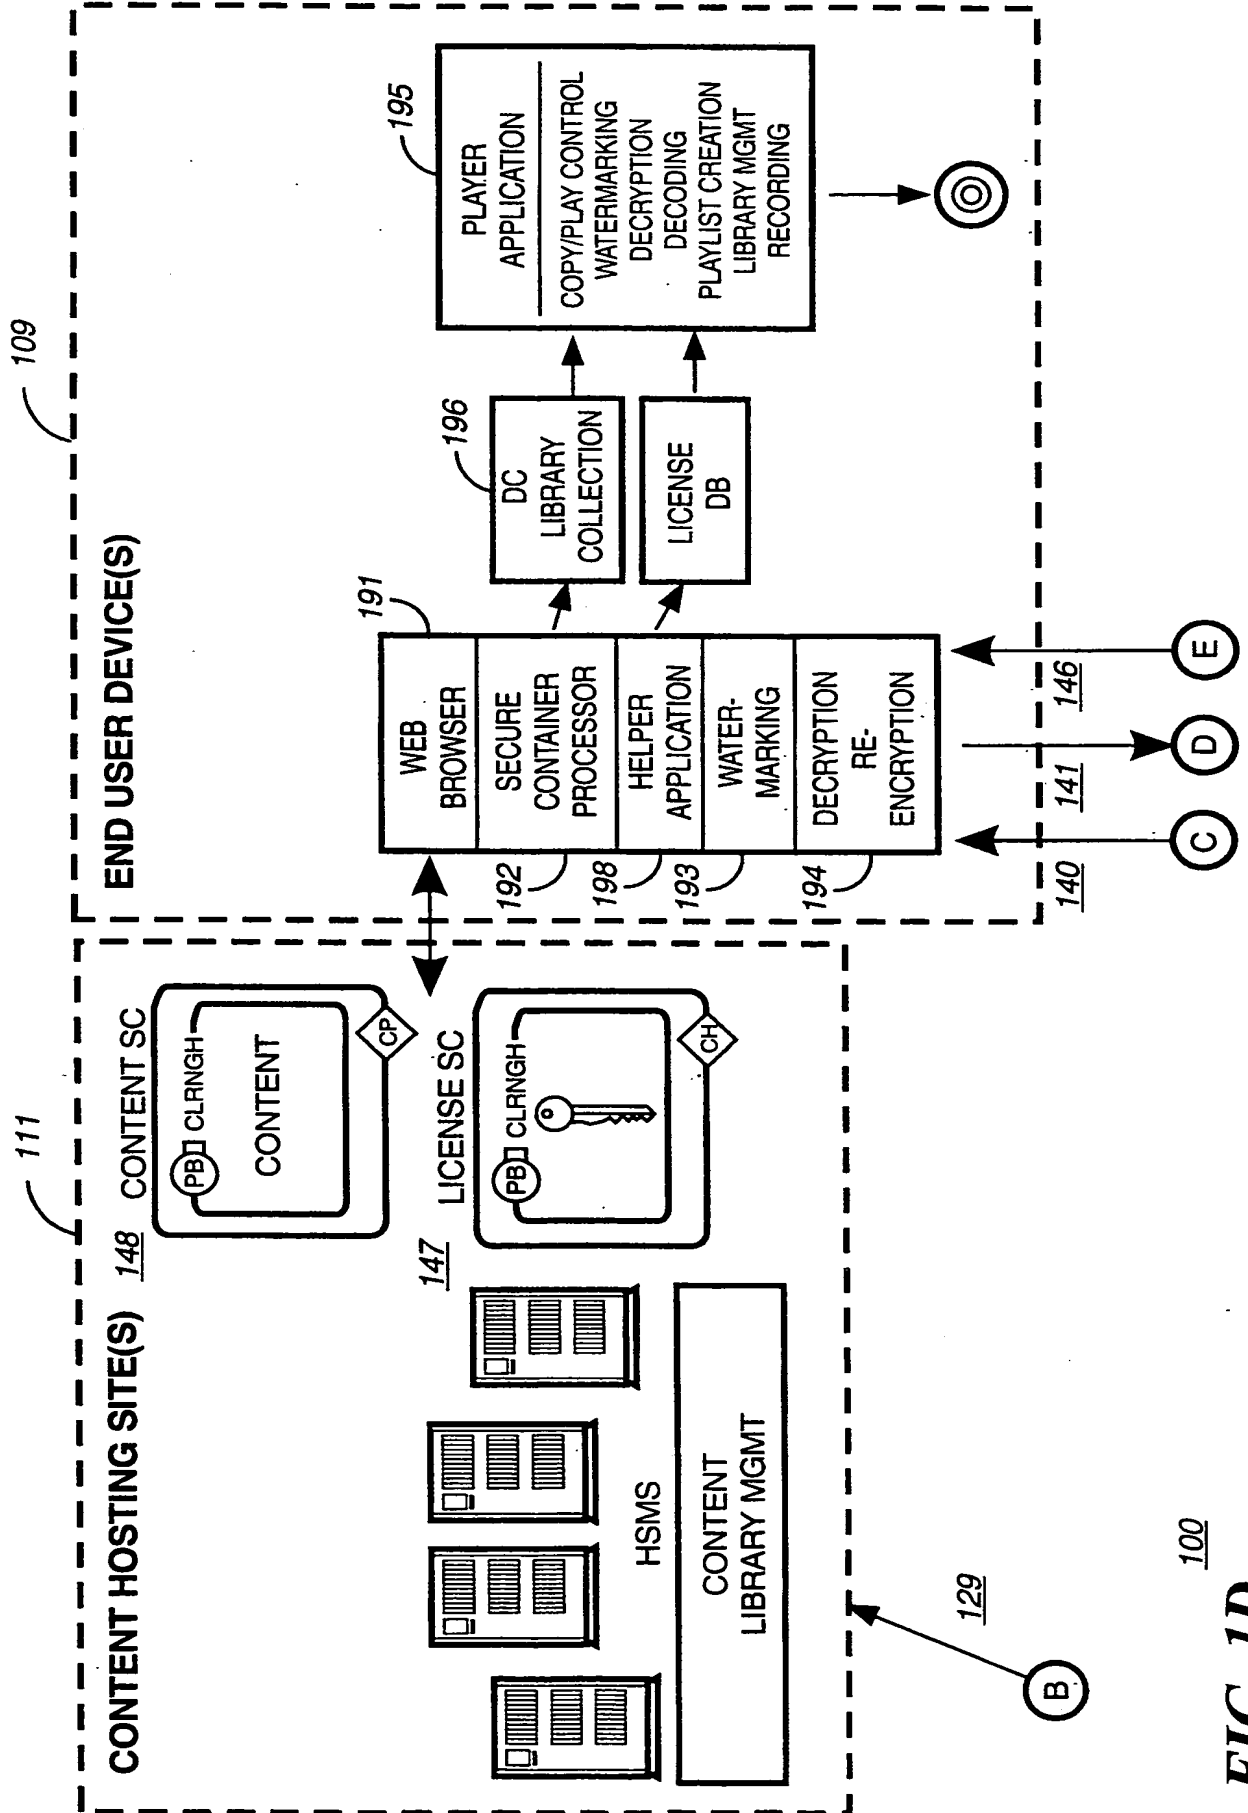 CONTENT HOSTING SITE(S)
111
148
CONTENT SC
PB
CLRNGH
CONTENT
CP
147
LICENSE SC
PB
CLRNGH
CH
HSMS
CONTENT
LIBRARY MGMT
129
B
END USER DEVICE(S)
109
191
WEB
BROWSER
SECURE
CONTAINER
PROCESSOR
192
HELPER
APPLICATION
198
WATER-
MARKING
193
DECRYPTION
RE-
ENCRYPTION
194
196
DC
LIBRARY
COLLECTION
LICENSE
DB
195
PLAYER
APPLICATION
COPY/PLAY CONTROL
WATERMARKING
DECRYPTION
DECODING
PLAYLIST CREATION
LIBRARY MGMT
RECORDING
140
C
141
D
146
E
100
FIG. 1D